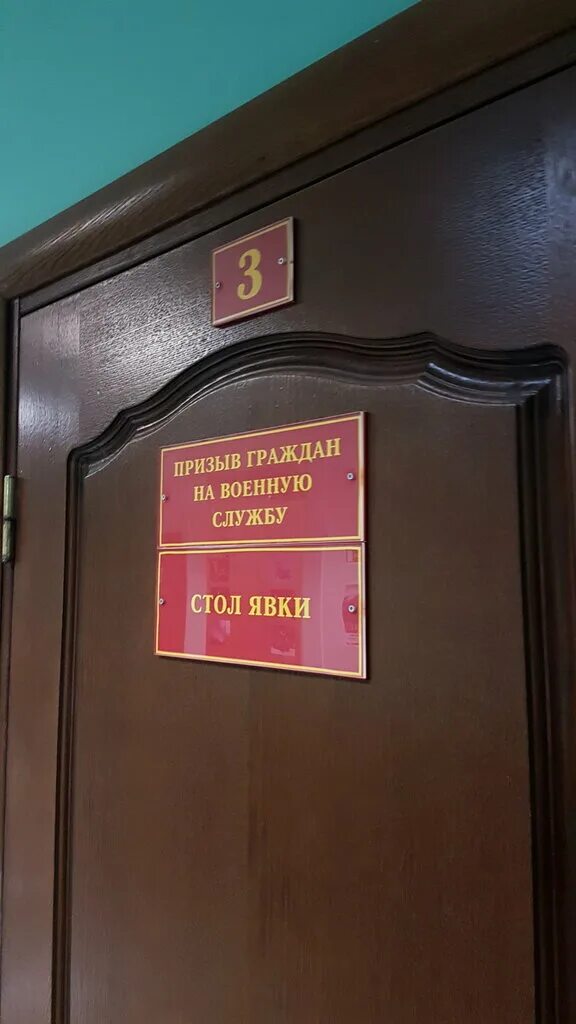 3
ПРИЗЫВ ГРАЖДАН
НА ВОЕННУЮ
СЛУЖБУ
СТОЛ ЯВКИ